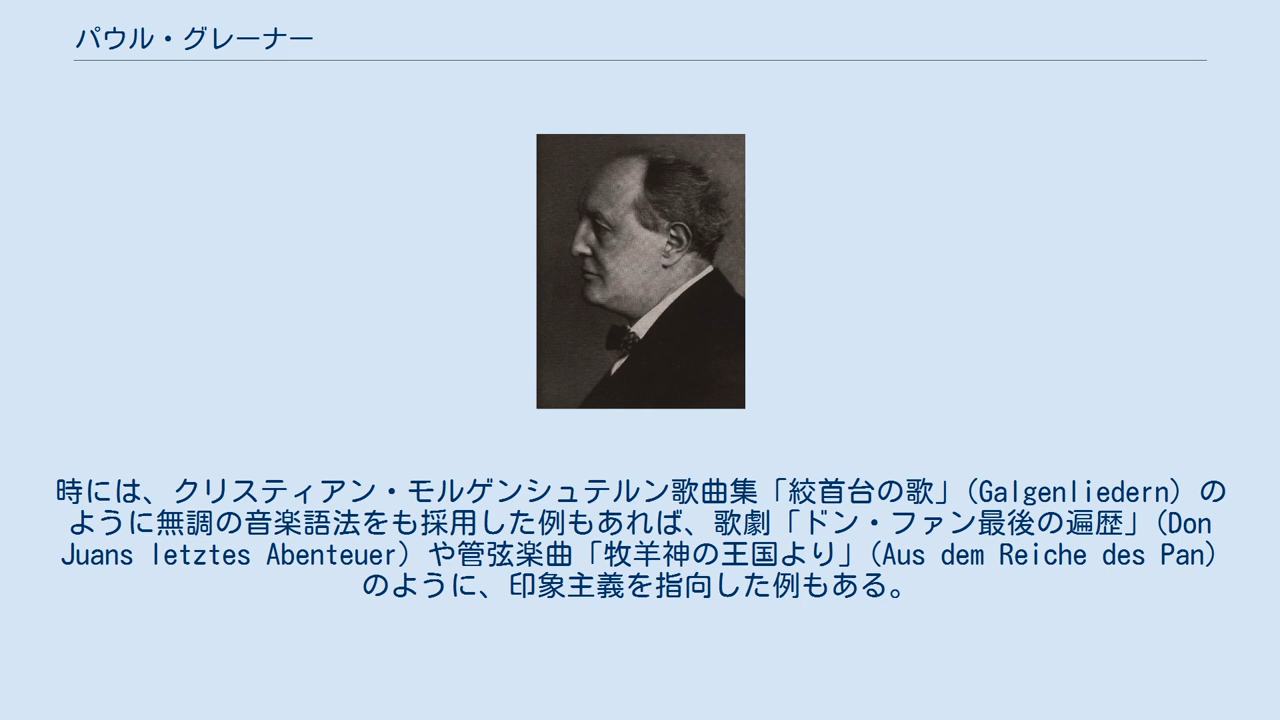 パウル・グレーナー
時には、クリスティアン・モルゲンシュテルン歌曲集「絞首台の歌」(Galgenliedern) の
ように無調の音楽語法をも採用した例もあれば、歌劇「ドン・ファン最後の遍歴」(Don
Juans letztes Abenteuer) や管弦楽曲「牧羊神の王国より」(Aus dem Reiche des Pan)
のように、印象主義を指向した例もある。